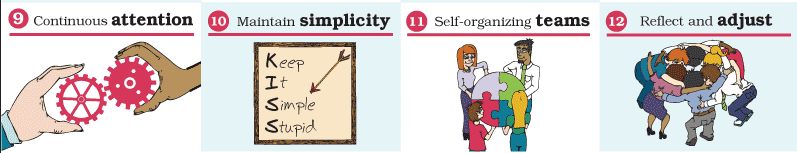 9 Continuous attention
10 Maintain simplicity
Keep
It
Simple
Stupid
11 Self-organizing teams
12 Reflect and adjust